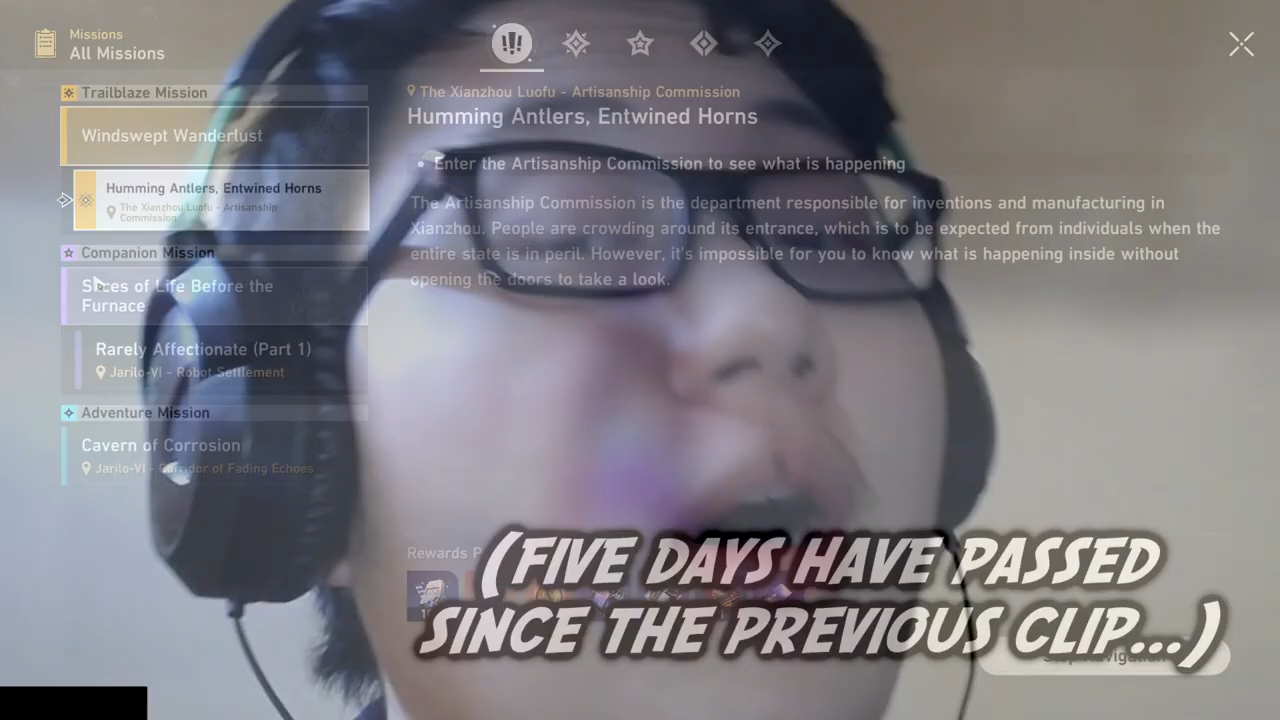 Missions
All Missions
Trailblaze Mission
Windswept Wanderlust
Humming Antlers, Entwined Horns
The Xianzhou Luofu - Artisanship
Commission
Companion Mission
Slices of Life Before the
Furnace
Rarely Affectionate (Part 1)
Jarilo-VI - Robot Settlement
Adventure Mission
Cavern of Corrosion
Jarilo-VI - Corridor of Fading Echoes
The Xianzhou Luofu - Artisanship Commission
Humming Antlers, Entwined Horns
• Enter the Artisanship Commission to see what is happening
The Artisanship Commission is the department responsible for inventions and manufacturing in
Xianzhou. People are crowding around its entrance, which is to be expected from individuals when the
entire state is in peril. However, it's impossible for you to know what is happening inside without
opening the doors to take a look.
Rewards
(FIVE DAYS HAVE PASSED
SINCE THE PREVIOUS CLIP...)
Stop Navigation